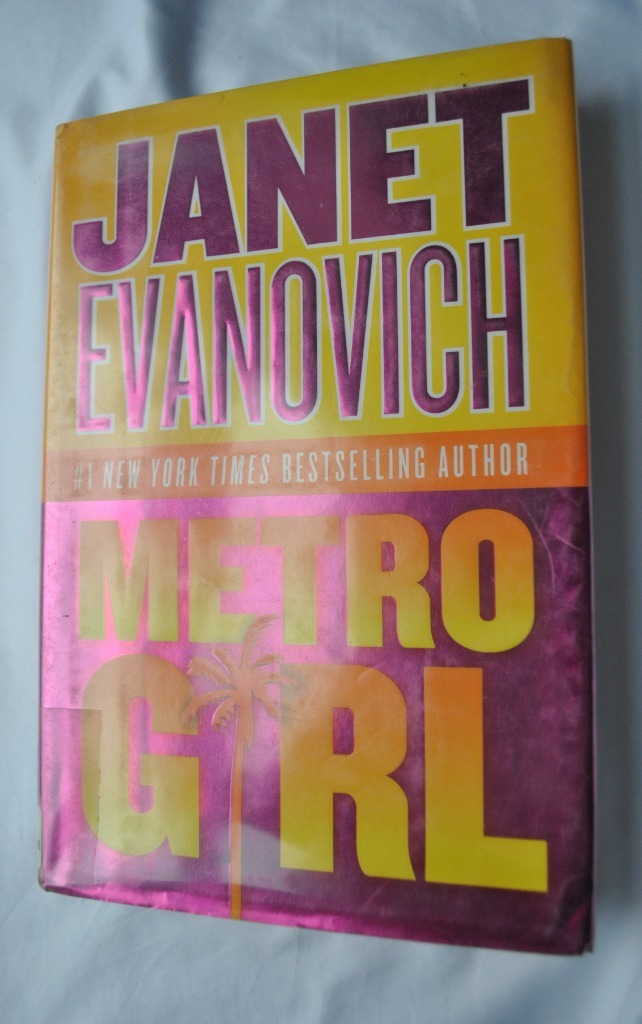 JANET
EVANOVICH
#1 NEW YORK TIMES BESTSELLING AUTHOR
METRO
GIRL